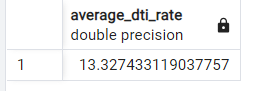 average_dti_rate
double precision
1 13.327433119037757